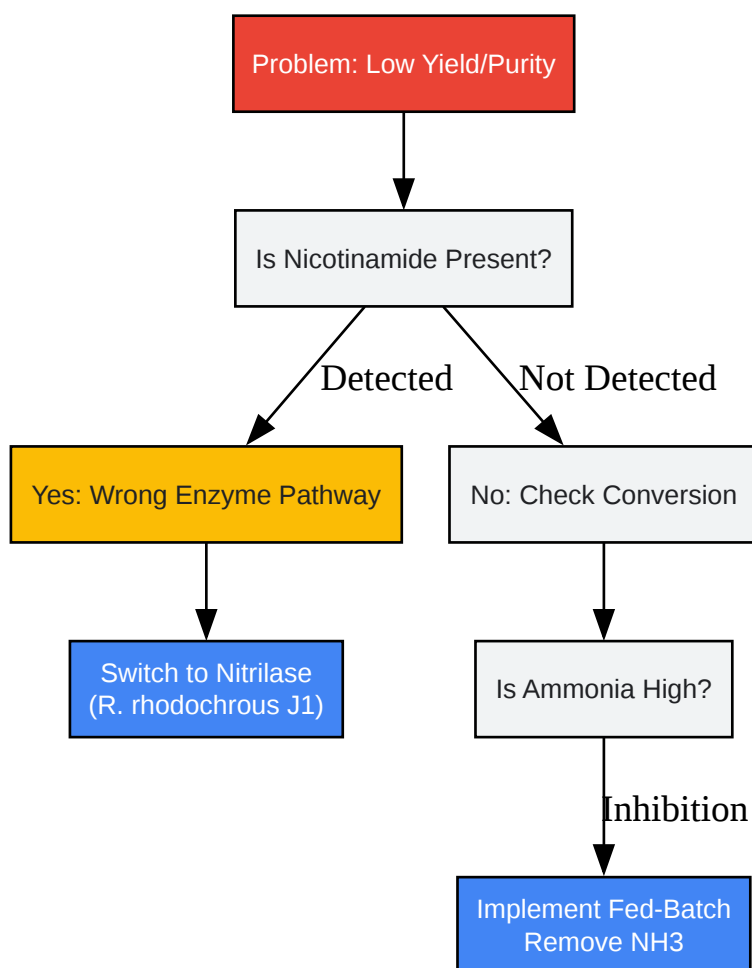 Problem: Low Yield/Purity
Is Nicotinamide Present?
Detected
Not Detected
Yes: Wrong Enzyme Pathway
No: Check Conversion
Switch to Nitrilase
(R. rhodochrous J1)
Is Ammonia High?
Inhibition
Implement Fed-Batch
Remove NH3